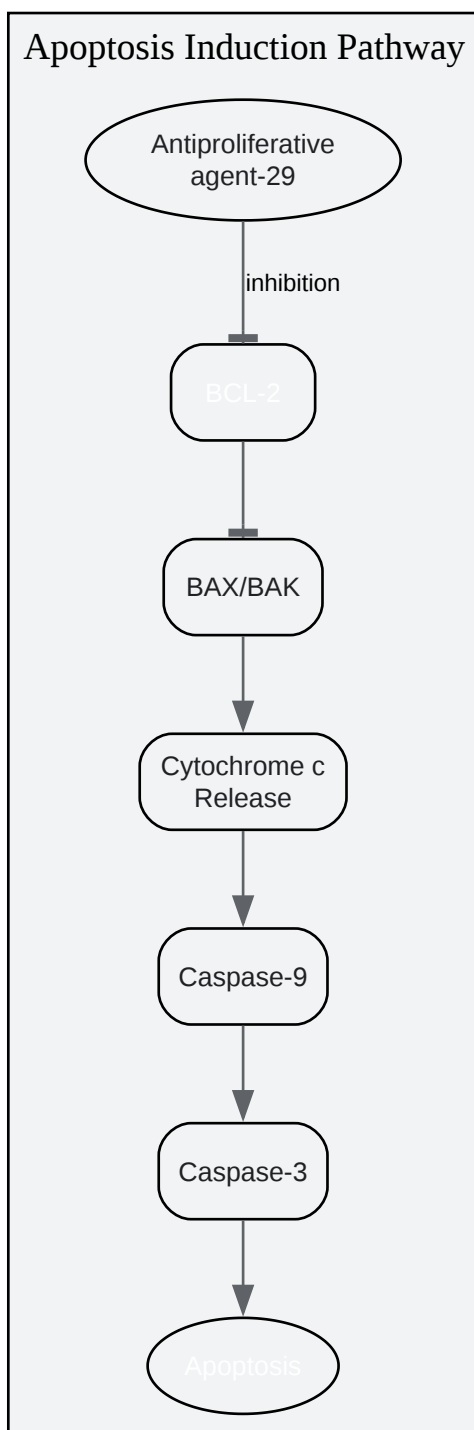 Apoptosis Induction Pathway
Antiproliferative
agent-29
inhibition
BCL-2
BAX/BAK
Cytochrome c
Release
Caspase-9
Caspase-3
Apoptosis